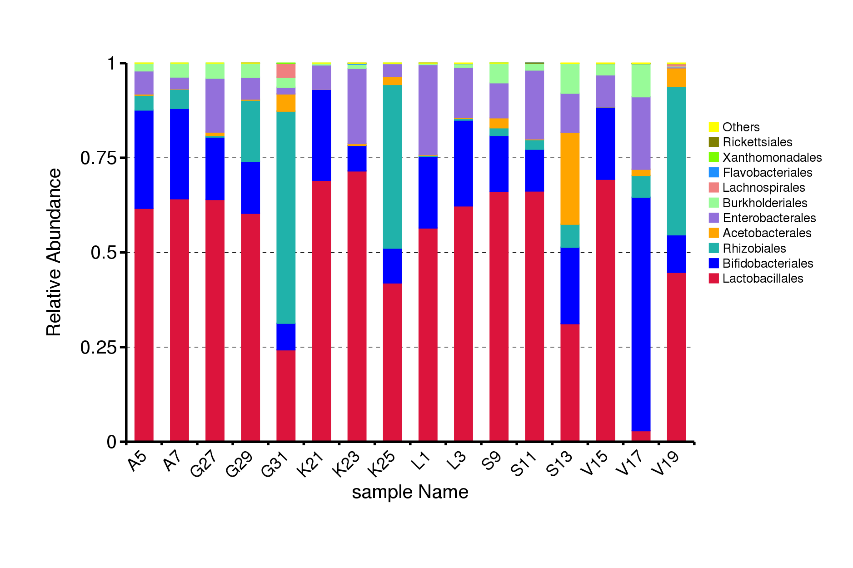 1
0.75
0.5
0.25
0
Relative Abundance
A5 A7 G27 G29 G31 K21 K23 K25 L1 L3 S9 S11 S13 V15 V17 V19
sample Name
Others
Rickettsiales
Xanthomonadales
Flavobacteriales
Lachnospirales
Burkholderiales
Enterobacterales
Acetobacterales
Rhizobiales
Bifidobacteriales
Lactobacillales